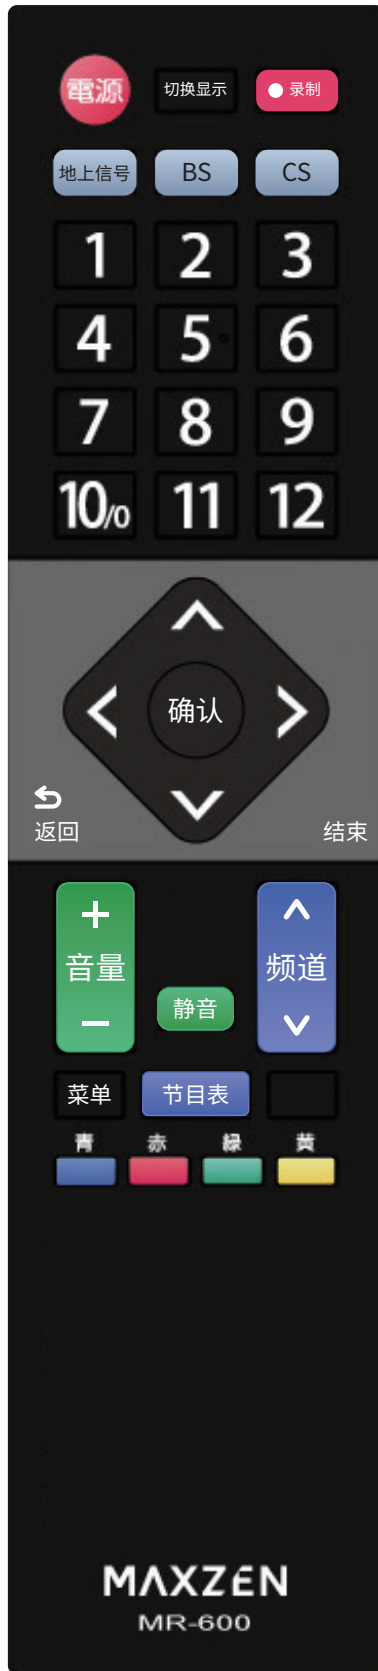 電源 切换显示 录制
地上信号 BS CS
1 2 3
4 5 6
7 8 9
10/0 11 12
确认
返回 结束
+ ^
音量 频道
静音
−
菜单 节目表
青 赤 緑 黄
MAXZEN
MR-600